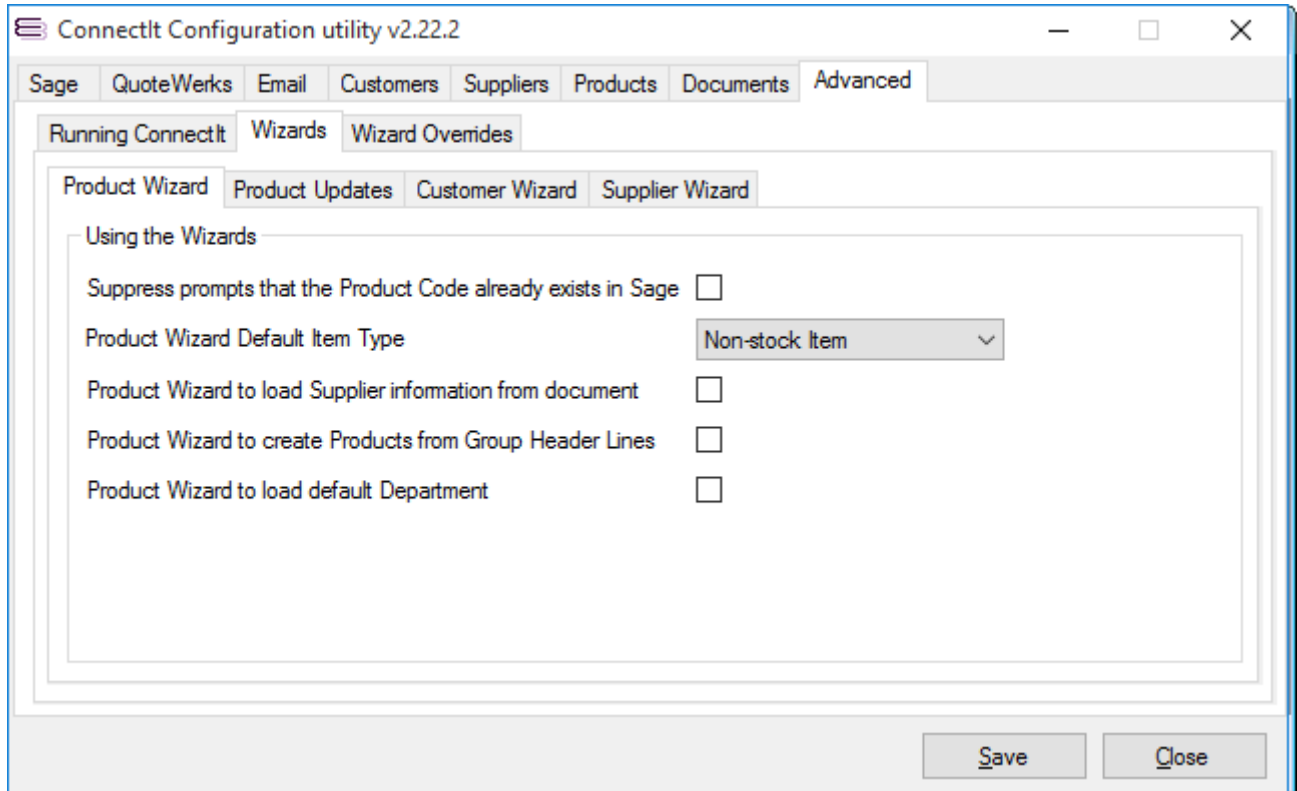 ConnectIt Configuration utility v2.22.2
Sage QuoteWerks Email Customers Suppliers Products Documents Advanced
Running ConnectIt Wizards Wizard Overrides
Product Wizard Product Updates Customer Wizard Supplier Wizard
Using the Wizards
Suppress prompts that the Product Code already exists in Sage
Product Wizard Default Item Type Non-stock Item
Product Wizard to load Supplier information from document
Product Wizard to create Products from Group Header Lines
Product Wizard to load default Department
Save Close